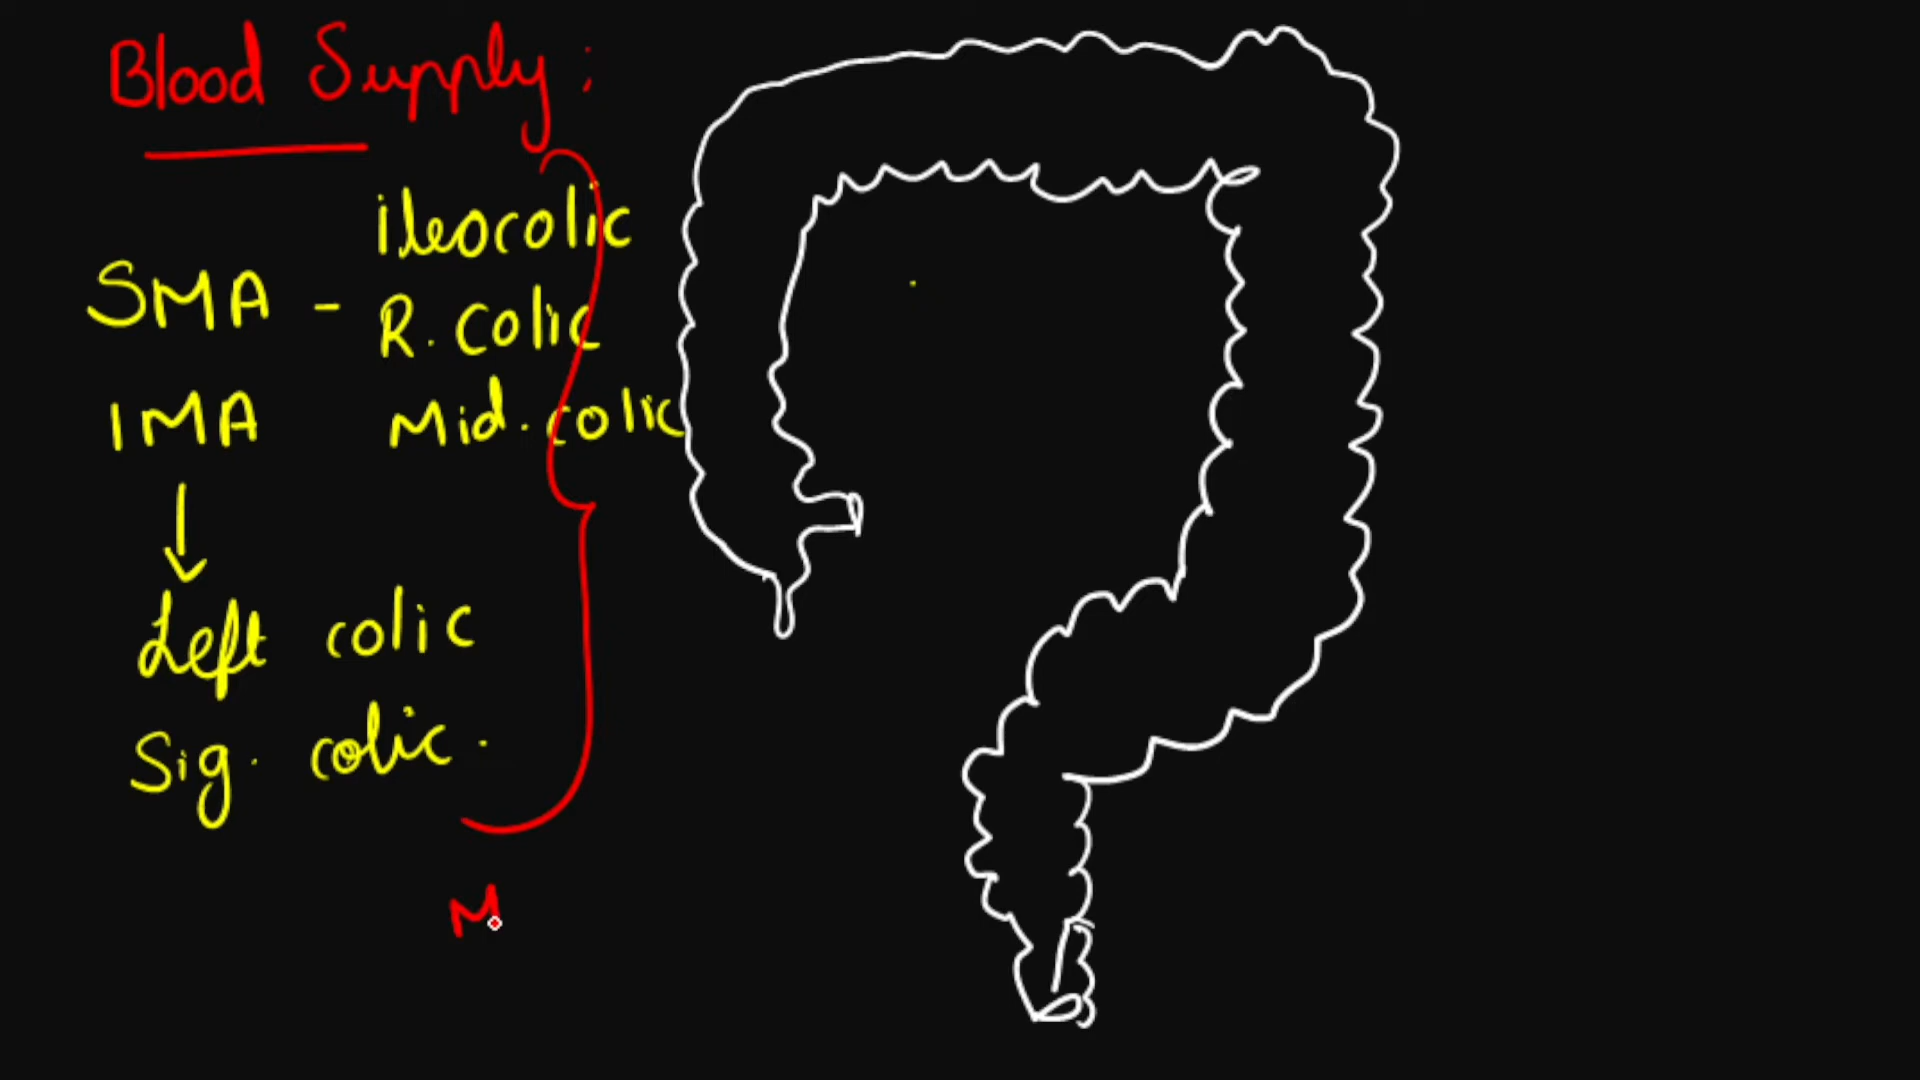 Blood Supply:
ileocolic
SMA - R. Colic
IMA Mid. colic
Left colic
Sig. colic.
M